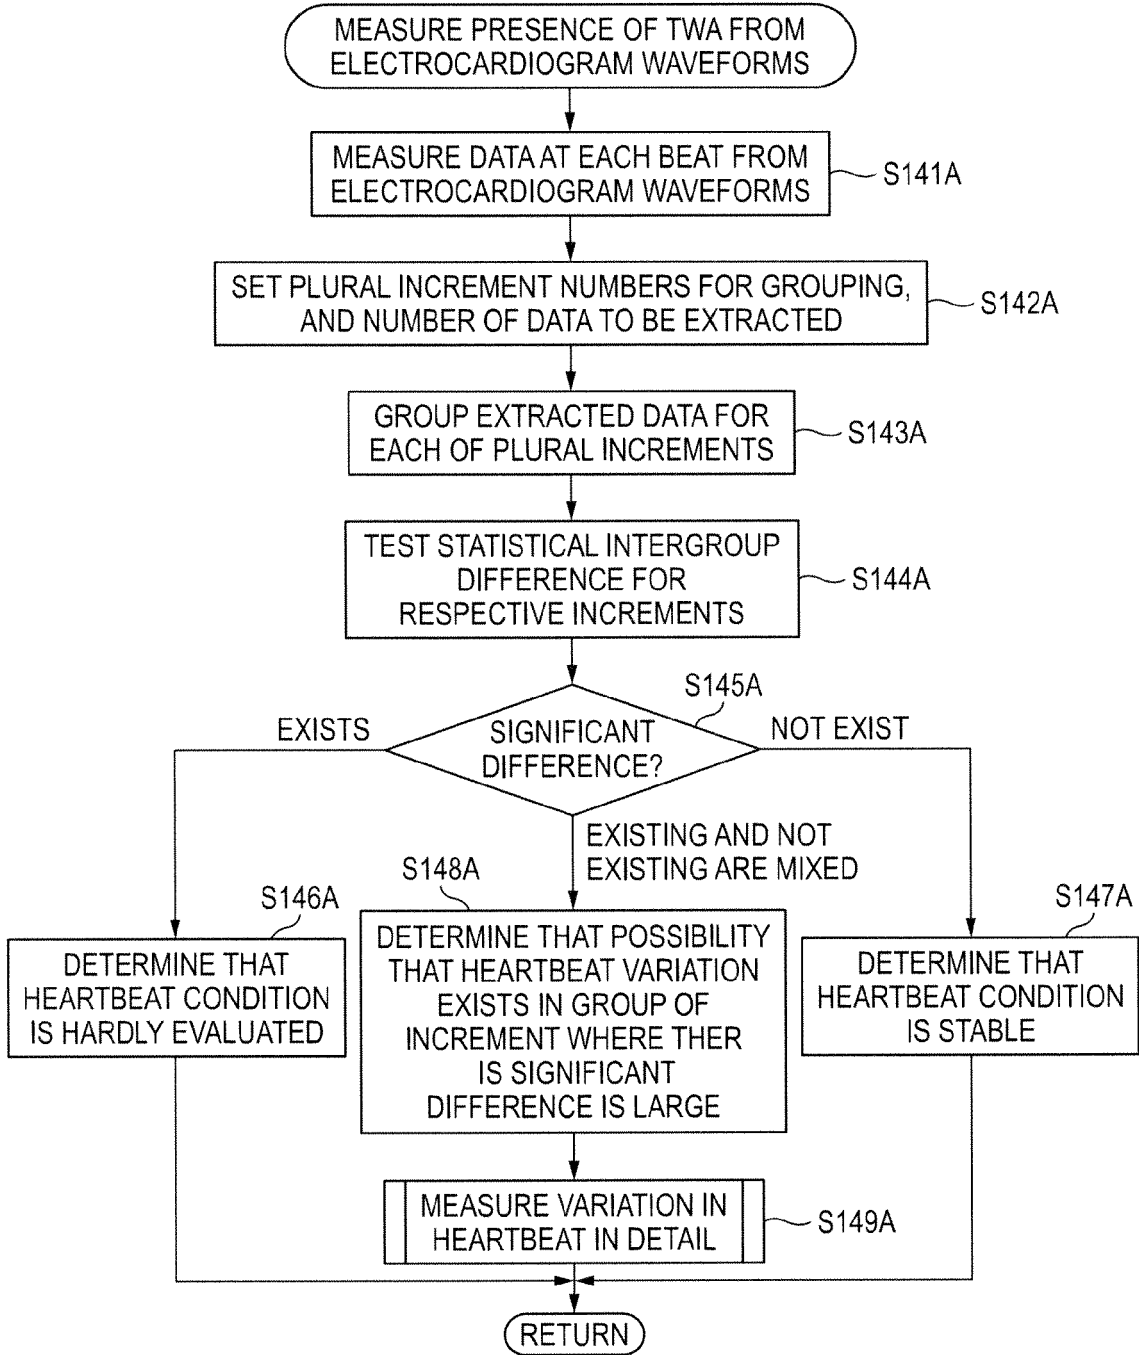 MEASURE PRESENCE OF TWA FROM
ELECTROCARDIOGRAM WAVEFORMS
MEASURE DATA AT EACH BEAT FROM
ELECTROCARDIOGRAM WAVEFORMS
S141A
SET PLURAL INCREMENT NUMBERS FOR GROUPING,
AND NUMBER OF DATA TO BE EXTRACTED
S142A
GROUP EXTRACTED DATA FOR
EACH OF PLURAL INCREMENTS
S143A
TEST STATISTICAL INTERGROUP
DIFFERENCE FOR
RESPECTIVE INCREMENTS
S144A
S145A
EXISTS
SIGNIFICANT
DIFFERENCE?
NOT EXIST
EXISTING AND NOT
EXISTING ARE MIXED
S146A
DETERMINE THAT
HEARTBEAT CONDITION
IS HARDLY EVALUATED
S148A
DETERMINE THAT POSSIBILITY
THAT HEARTBEAT VARIATION
EXISTS IN GROUP OF
INCREMENT WHERE THER
IS SIGNIFICANT
DIFFERENCE IS LARGE
S147A
DETERMINE THAT
HEARTBEAT CONDITION
IS STABLE
MEASURE VARIATION IN
HEARTBEAT IN DETAIL
S149A
RETURN